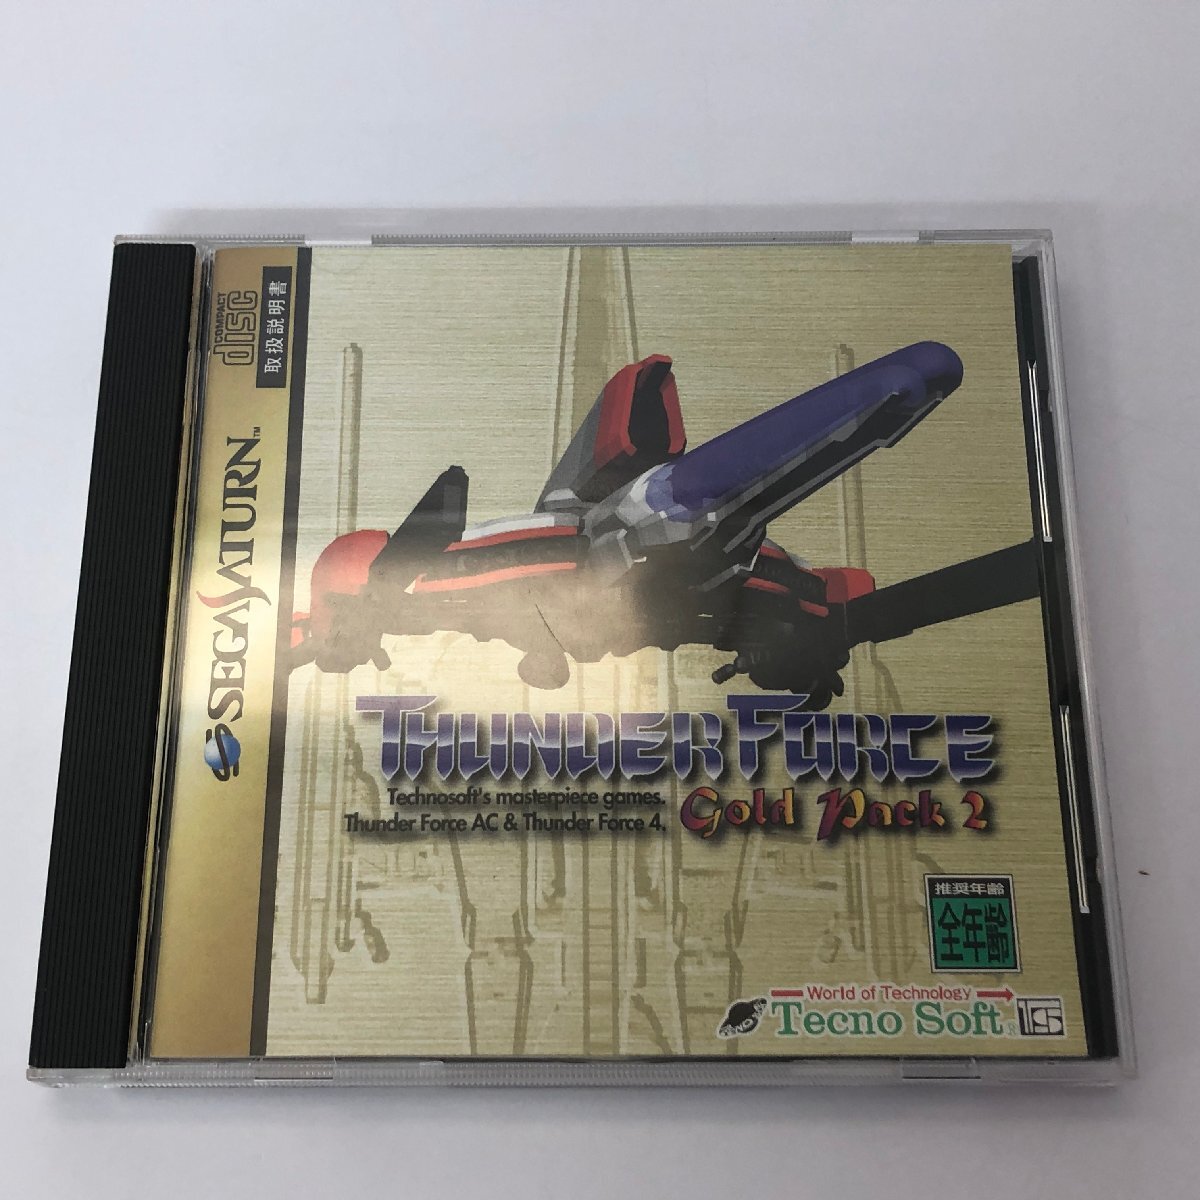 COMPACT
disc
取扱説明書
SEGA SATURN™
THUNDER FORCE
Technosoft's masterpiece games.
Thunder Force AC & Thunder Force 4.
Gold Pack 2
推奨年齢
全年齢
World of Technology
Tecno Soft